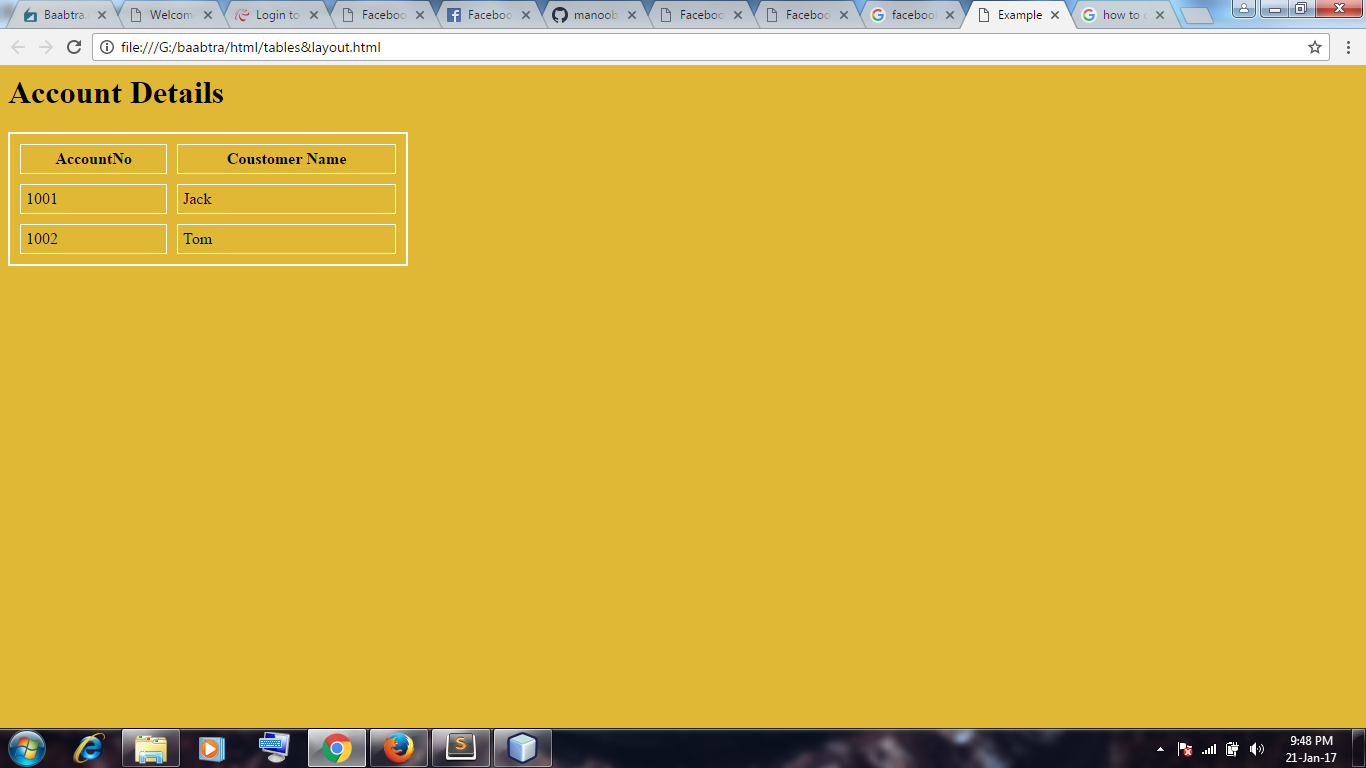 Baabtra. Welcom Login to Faceboo Faceboo manoob Faceboo Faceboo faceboo Example how to
file:///G:/baabtra/html/tables&layout.html
Account Details
AccountNo Coustomer Name
1001 Jack
1002 Tom
9:48 PM
21-Jan-17